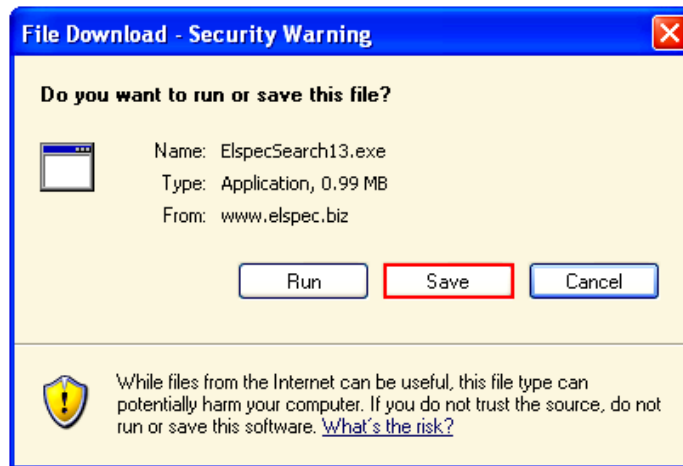 File Download - Security Warning
Do you want to run or save this file?
Name: ElspecSearch13.exe
Type: Application, 0.99 MB
From: www.elspec.biz
Run Save Cancel
While files from the Internet can be useful, this file type can
potentially harm your computer. If you do not trust the source, do not
run or save this software. What's the risk?